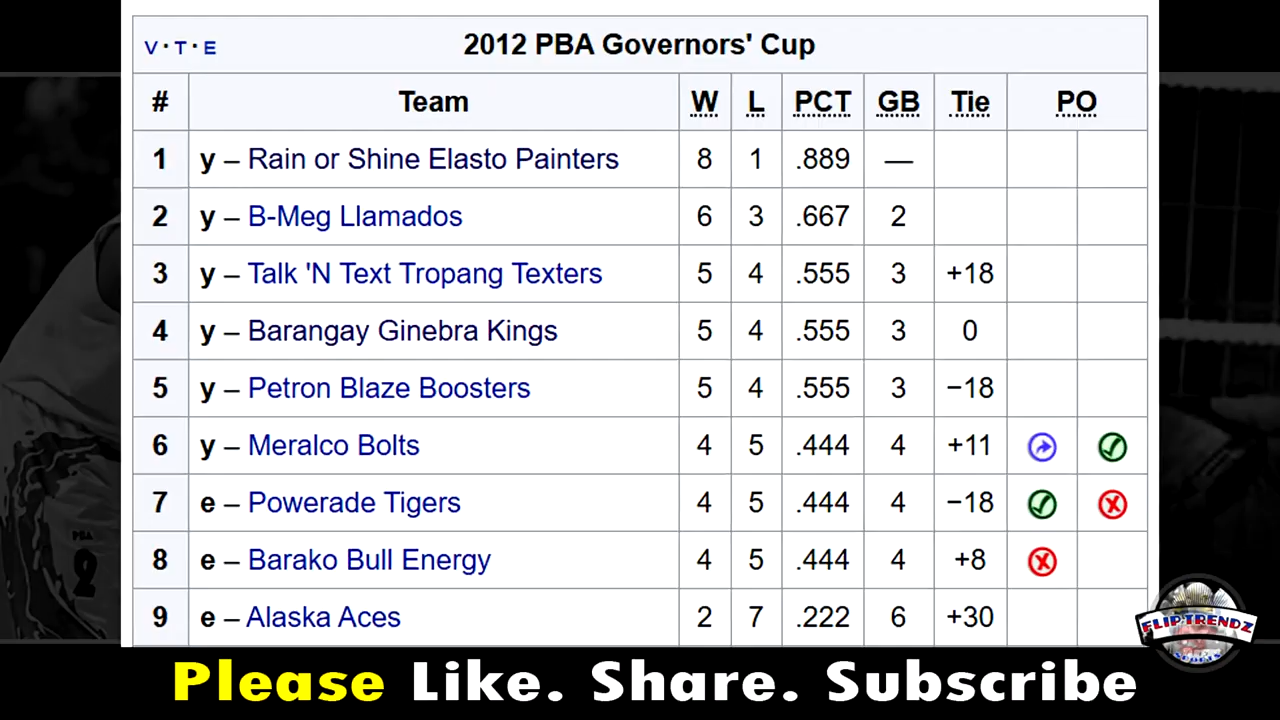 V · T · E 2012 PBA Governors' Cup
# Team W L PCT GB Tie PO
1 y – Rain or Shine Elasto Painters 8 1 .889 —
2 y – B-Meg Llamados 6 3 .667 2
3 y – Talk 'N Text Tropang Texters 5 4 .555 3 +18
4 y – Barangay Ginebra Kings 5 4 .555 3 0
5 y – Petron Blaze Boosters 5 4 .555 3 −18
6 y – Meralco Bolts 4 5 .444 4 +11
7 e – Powerade Tigers 4 5 .444 4 −18
8 e – Barako Bull Energy 4 5 .444 4 +8
9 e – Alaska Aces 2 7 .222 6 +30
PBA
2
FLIPTRENDZ
SPORTS
Please Like. Share. Subscribe